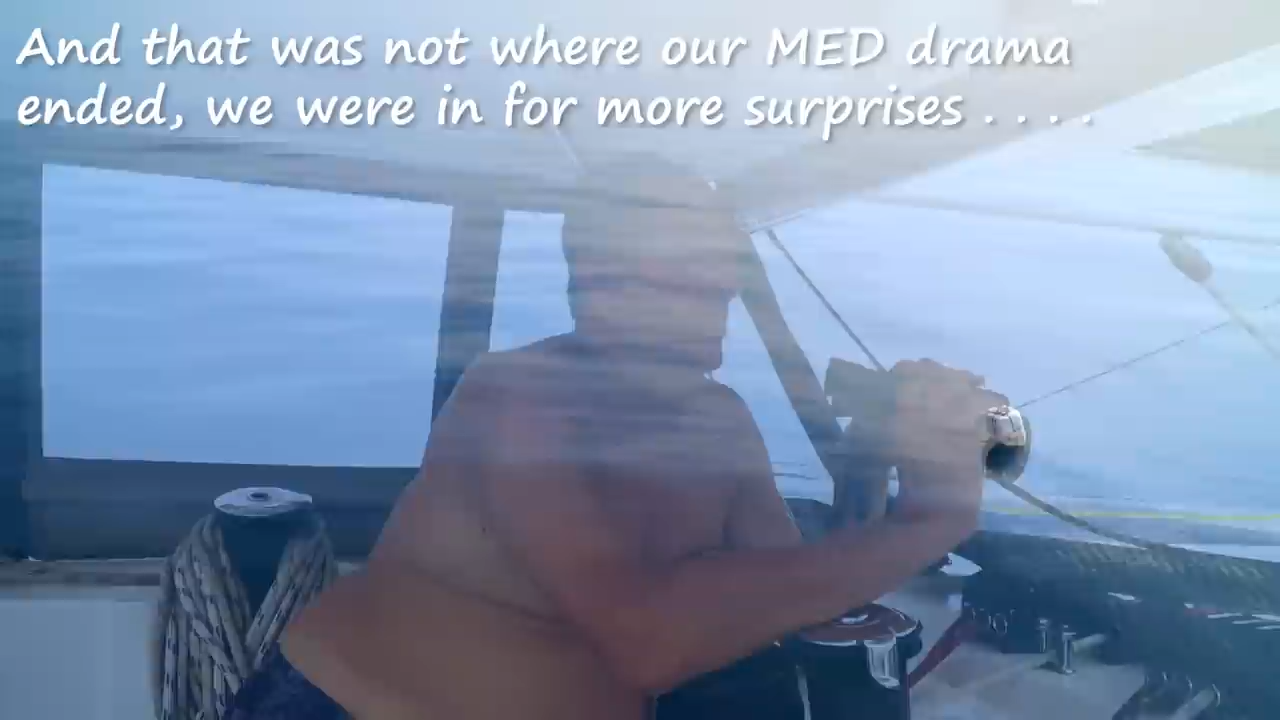 And that was not where our MED drama
ended, we were in for more surprises . . . .